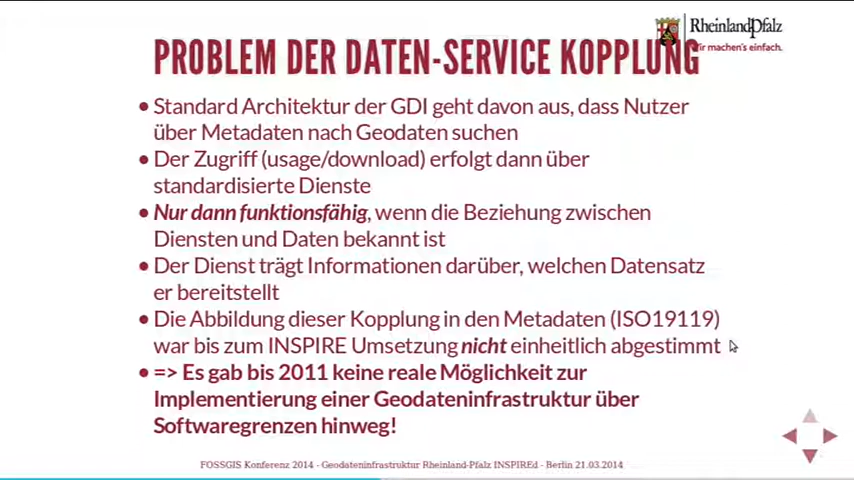 RheinlandPfalz
Wir machen's einfach.
PROBLEM DER DATEN-SERVICE KOPPLUNG
• Standard Architektur der GDI geht davon aus, dass Nutzer
über Metadaten nach Geodaten suchen
• Der Zugriff (usage/download) erfolgt dann über
standardisierte Dienste
• Nur dann funktionsfähig, wenn die Beziehung zwischen
Diensten und Daten bekannt ist
• Der Dienst trägt Informationen darüber, welchen Datensatz
er bereitstellt
• Die Abbildung dieser Kopplung in den Metadaten (ISO19119)
war bis zum INSPIRE Umsetzung nicht einheitlich abgestimmt
• => Es gab bis 2011 keine reale Möglichkeit zur
Implementierung einer Geodateninfrastruktur über
Softwaregrenzen hinweg!
FOSSGIS Konferenz 2014 - Geodateninfrastruktur Rheinland-Pfalz INSPIREd - Berlin 21.03.2014